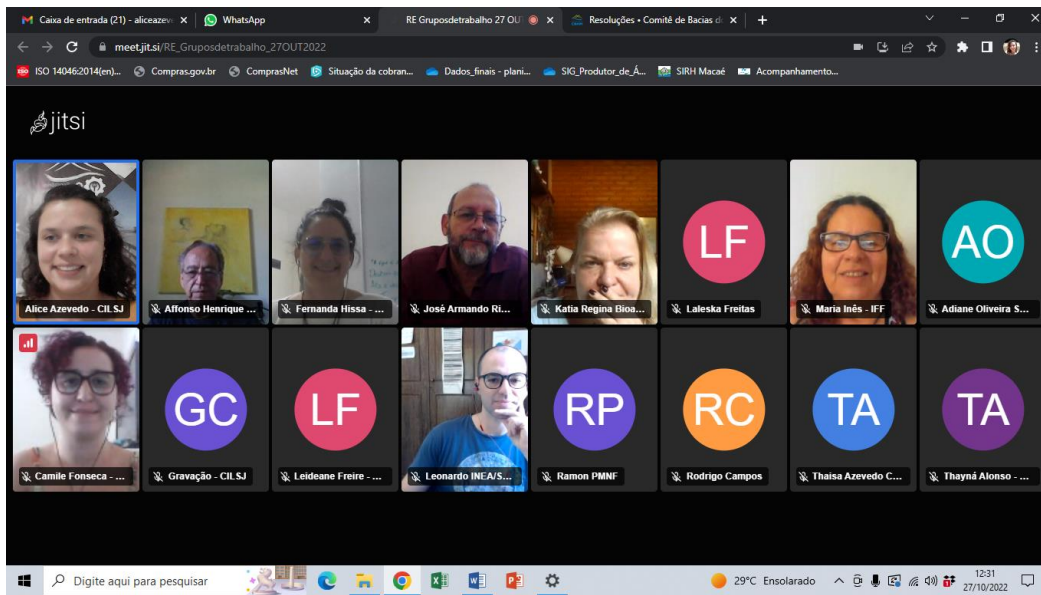 Caixa de entrada (21) - aliceazeve
WhatsApp
RE Gruposdetrabalho 27 OU
Resoluções • Comitê de Bacias d
meet.jit.si/RE_Gruposdetrabalho_27OUT2022
ISO 14046:2014(en)...
Compras.gov.br
ComprasNet
Situação da cobran...
Dados_finais - plani...
SIG_Produtor_de_Á...
SIRH Macaé
Acompanhamento...
jitsi
LF
AO
Alice Azevedo - CILSJ
Affonso Henrique ...
Fernanda Hissa - ...
José Armando Ri...
Katia Regina Bioa...
Laleska Freitas
Maria Inês - IFF
Adiane Oliveira S...
GC
LF
RP
RC
TA
TA
Camile Fonseca - ...
Gravação - CILSJ
Leideane Freire - ...
Leonardo INEA/S...
Ramon PMNF
Rodrigo Campos
Thaisa Azevedo C...
Thayná Alonso - ...
Digite aqui para pesquisar
29°C Ensolarado
12:31
27/10/2022